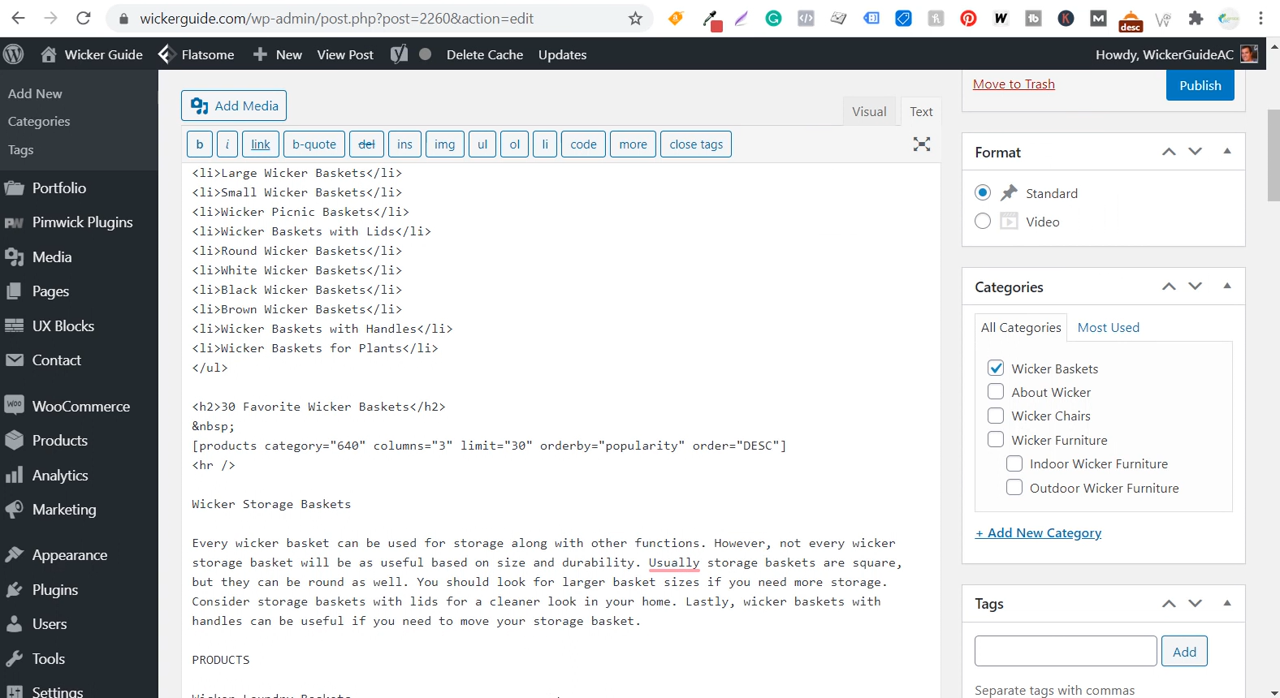 wickerguide.com/wp-admin/post.php?post=2260&action=edit
desc
Wicker Guide
Flatsome
New
View Post
Delete Cache
Updates
Howdy, WickerGuideAC
Add New
Categories
Tags
Portfolio
Pimwick Plugins
Media
Pages
UX Blocks
Contact
WooCommerce
Products
Analytics
Marketing
Appearance
Plugins
Users
Tools
Settings
Add Media
Visual
Text
b
i
link
b-quote
del
ins
img
ul
ol
li
code
more
close tags
<li>Large Wicker Baskets</li>
<li>Small Wicker Baskets</li>
<li>Wicker Picnic Baskets</li>
<li>Wicker Baskets with Lids</li>
<li>Round Wicker Baskets</li>
<li>White Wicker Baskets</li>
<li>Black Wicker Baskets</li>
<li>Brown Wicker Baskets</li>
<li>Wicker Baskets with Handles</li>
<li>Wicker Baskets for Plants</li>
</ul>
<h2>30 Favorite Wicker Baskets</h2>
&nbsp;
[products category="640" columns="3" limit="30" orderby="popularity" order="DESC"]
<hr />
Wicker Storage Baskets
Every wicker basket can be used for storage along with other functions. However, not every wicker
storage basket will be as useful based on size and durability. Usually storage baskets are square,
but they can be round as well. You should look for larger basket sizes if you need more storage.
Consider storage baskets with lids for a cleaner look in your home. Lastly, wicker baskets with
handles can be useful if you need to move your storage basket.
PRODUCTS
Wicker Laundry Baskets
Move to Trash
Publish
Format
Standard
Video
Categories
All Categories
Most Used
Wicker Baskets
About Wicker
Wicker Chairs
Wicker Furniture
Indoor Wicker Furniture
Outdoor Wicker Furniture
+ Add New Category
Tags
Add
Separate tags with commas